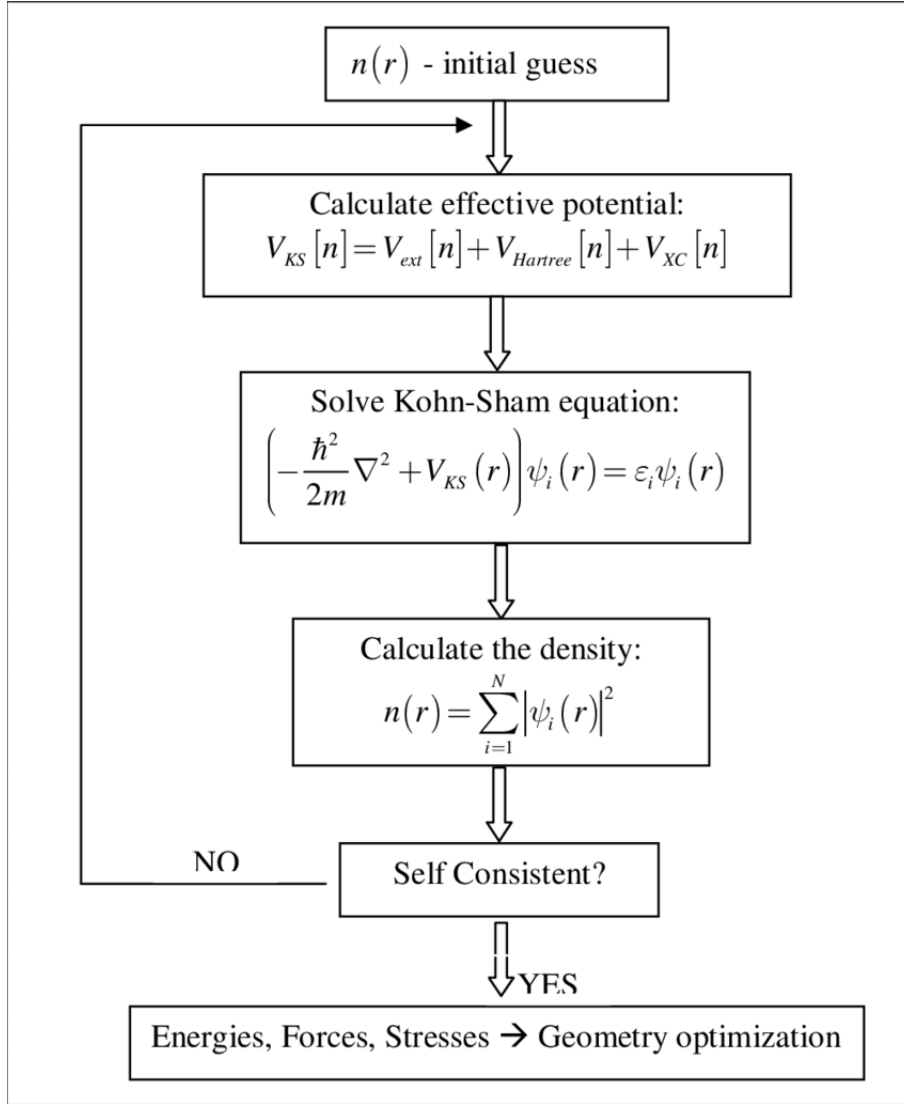 n(r) - initial guess
Calculate effective potential:
V_KS [n] = V_ext [n] + V_Hartree [n] + V_XC [n]
Solve Kohn-Sham equation:
(-ħ²/2m ∇² + V_KS (r)) ψ_i (r) = ε_i ψ_i (r)
Calculate the density:
n(r) = ∑_{i=1}^{N} |ψ_i (r)|²
Self Consistent?
NO
YES
Energies, Forces, Stresses → Geometry optimization